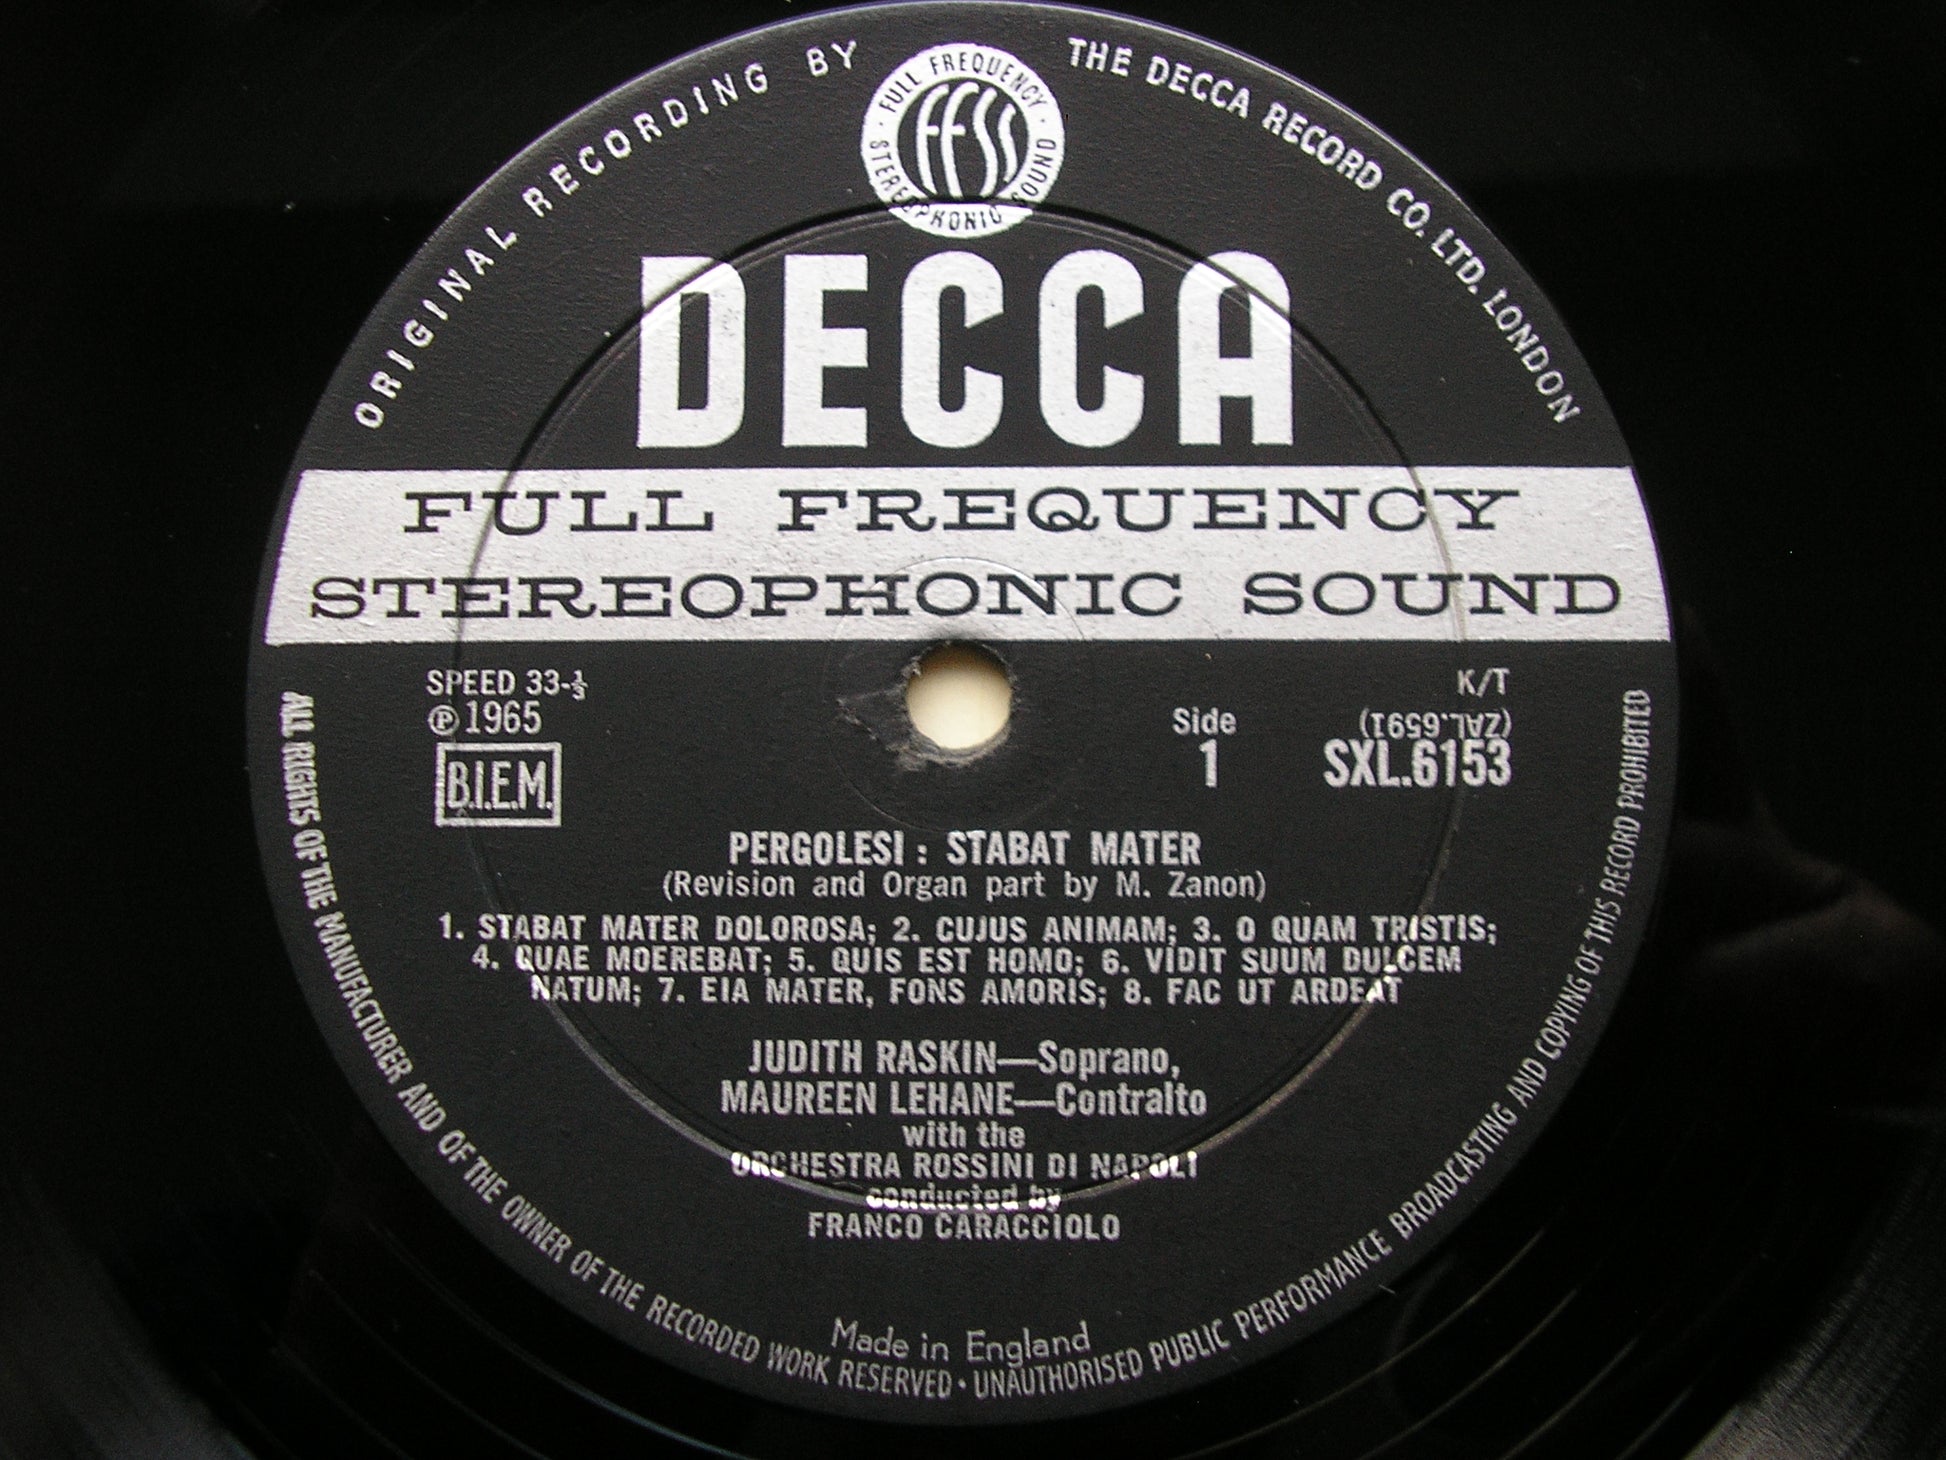 ORIGINAL RECORDING BY
THE DECCA RECORD CO. LTD. LONDON
FULL FREQUENCY
ffss
STEREOPHONIC SOUND
DECCA
FULL FREQUENCY
STEREOPHONIC SOUND
SPEED 33-⅓
℗ 1965
B.I.E.M.
Side
1
K/T
(ZAL.6591)
SXL.6153
PERGOLESI : STABAT MATER
(Revision and Organ part by M. Zanon)
1. STABAT MATER DOLOROSA; 2. CUJUS ANIMAM; 3. O QUAM TRISTIS;
4. QUAE MOEREBAT; 5. QUIS EST HOMO; 6. VIDIT SUUM DULCEM
NATUM; 7. EIA MATER, FONS AMORIS; 8. FAC UT ARDEAT
JUDITH RASKIN—Soprano,
MAUREEN LEHANE—Contralto
with the
ORCHESTRA ROSSINI DI NAPOLI
conducted by
FRANCO CARACCIOLO
Made in England
ALL RIGHTS OF THE MANUFACTURER AND OF THE OWNER OF THE RECORDED WORK RESERVED · UNAUTHORISED PUBLIC PERFORMANCE BROADCASTING AND COPYING OF THIS RECORD PROHIBITED